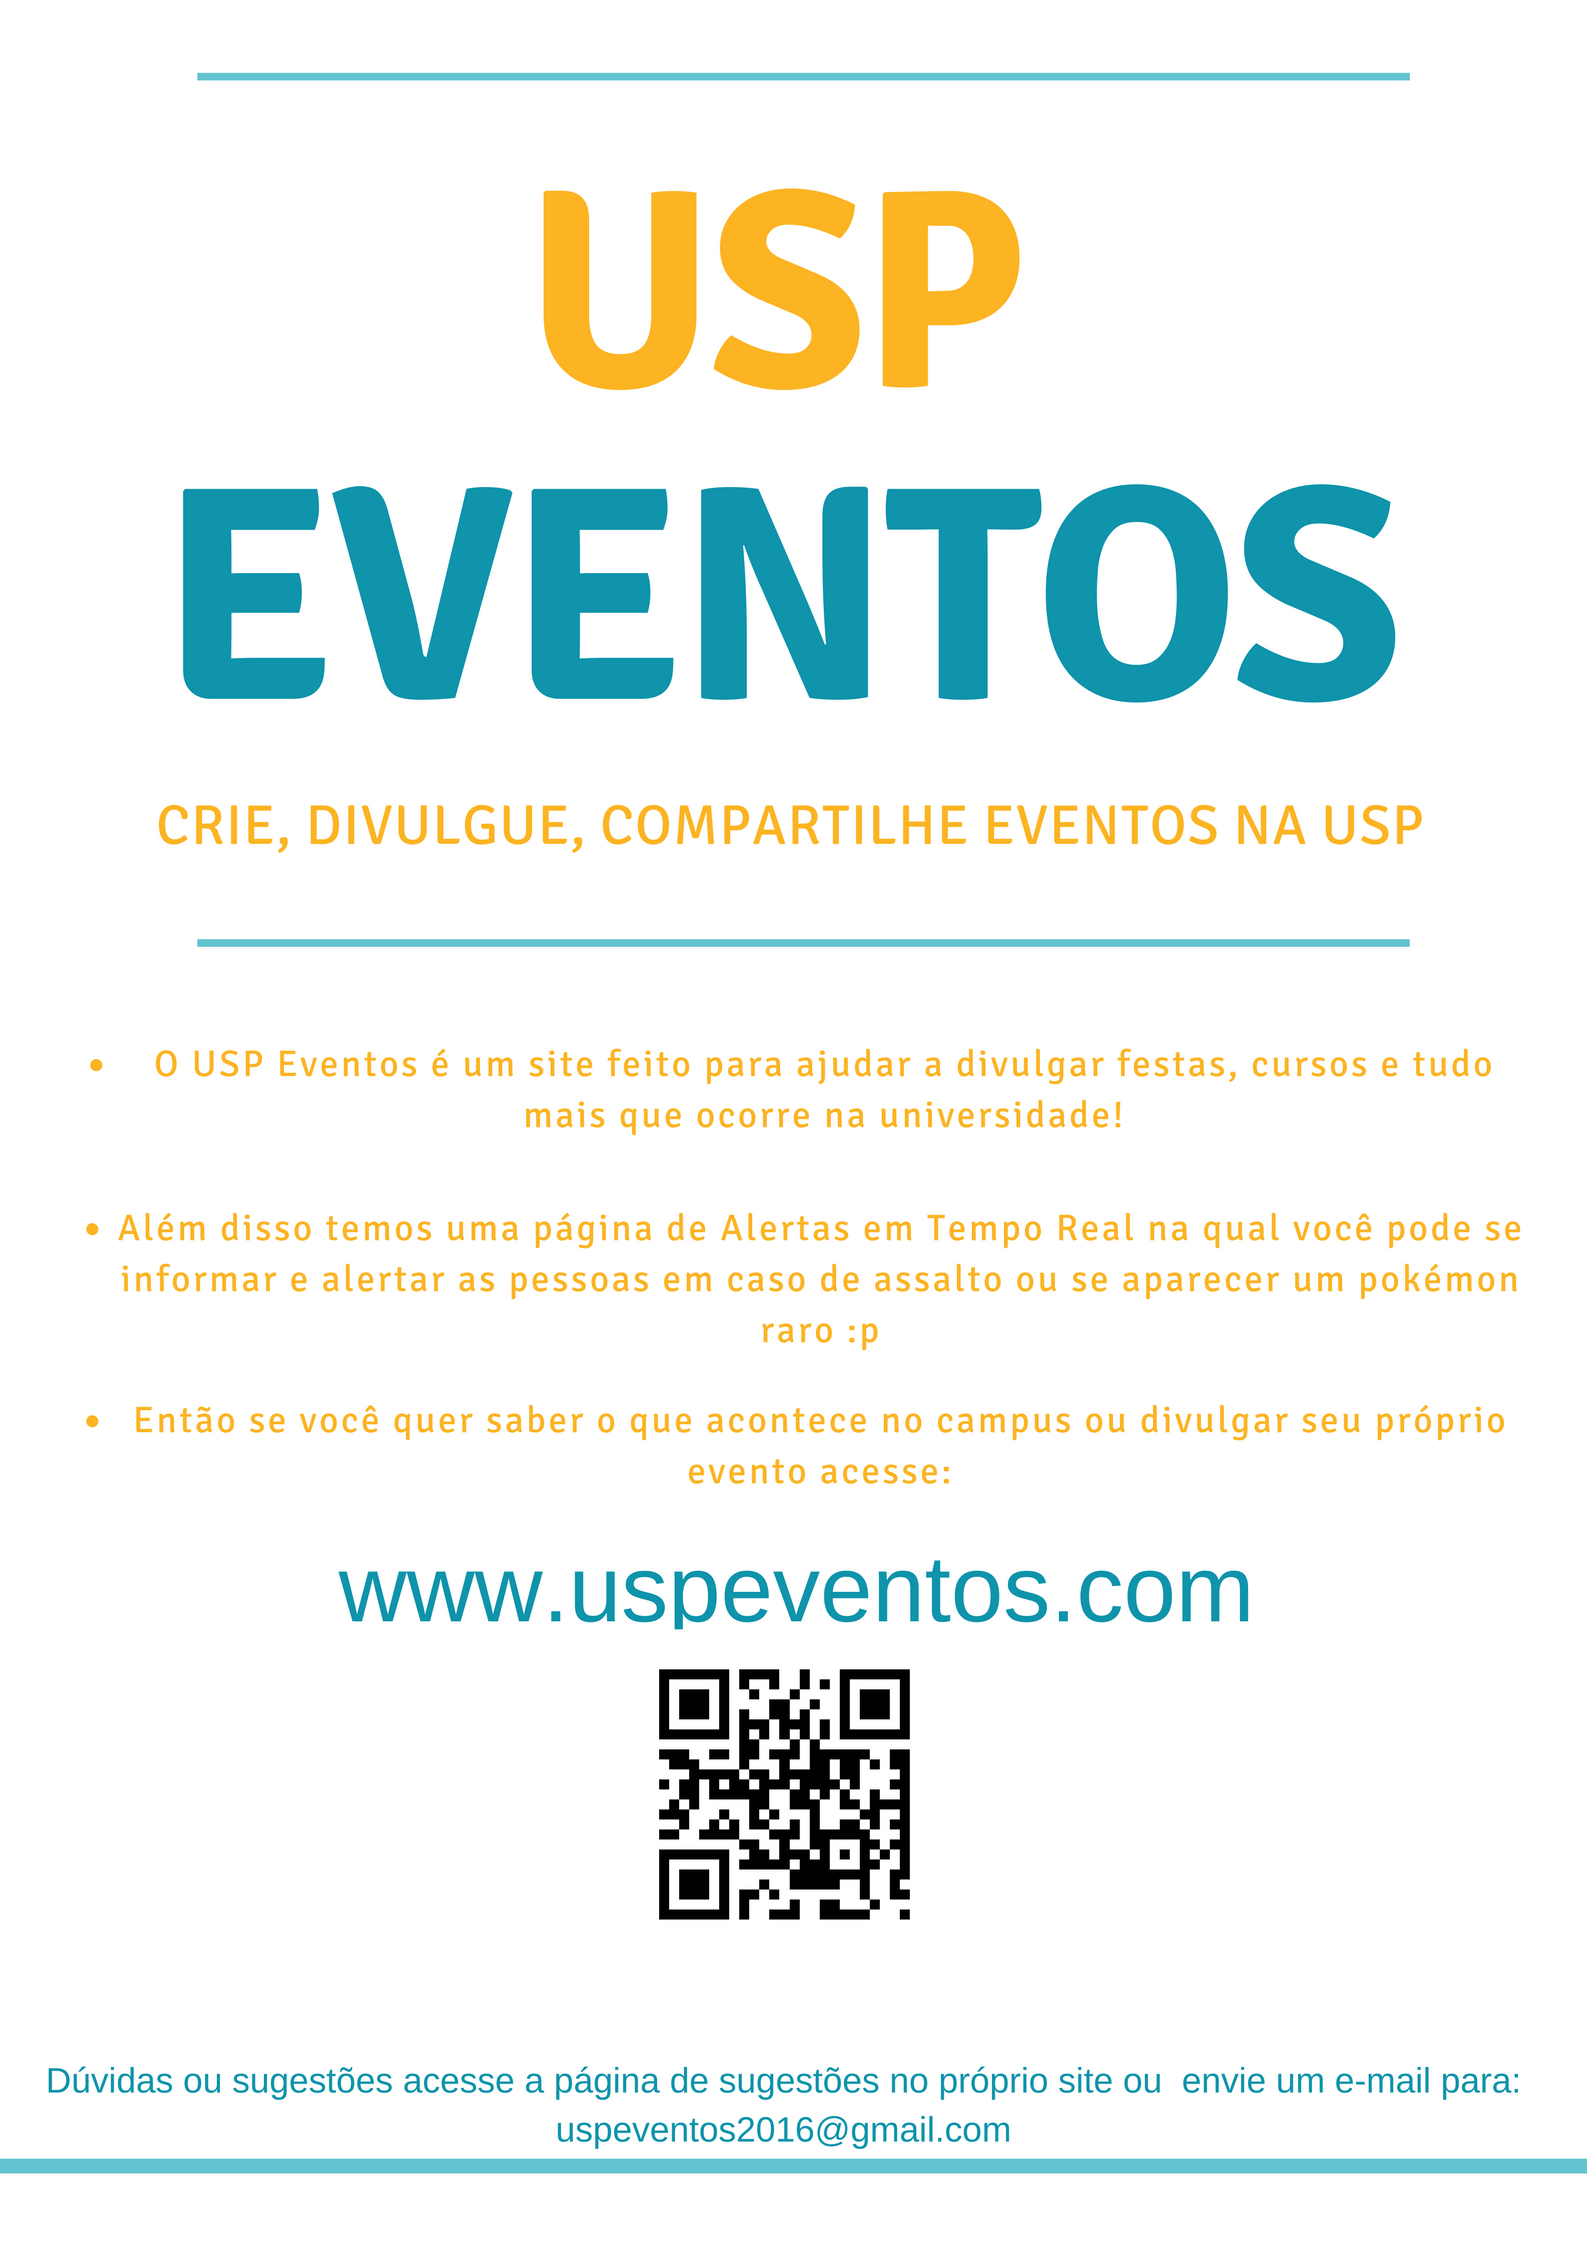 USP
EVENTOS
CRIE, DIVULGUE, COMPARTILHE EVENTOS NA USP
• O USP Eventos é um site feito para ajudar a divulgar festas, cursos e tudo
mais que ocorre na universidade!
• Além disso temos uma página de Alertas em Tempo Real na qual você pode se
informar e alertar as pessoas em caso de assalto ou se aparecer um pokémon
raro :p
• Então se você quer saber o que acontece no campus ou divulgar seu próprio
evento acesse:
www.uspeventos.com
Dúvidas ou sugestões acesse a página de sugestões no próprio site ou  envie um e-mail para:
uspeventos2016@gmail.com